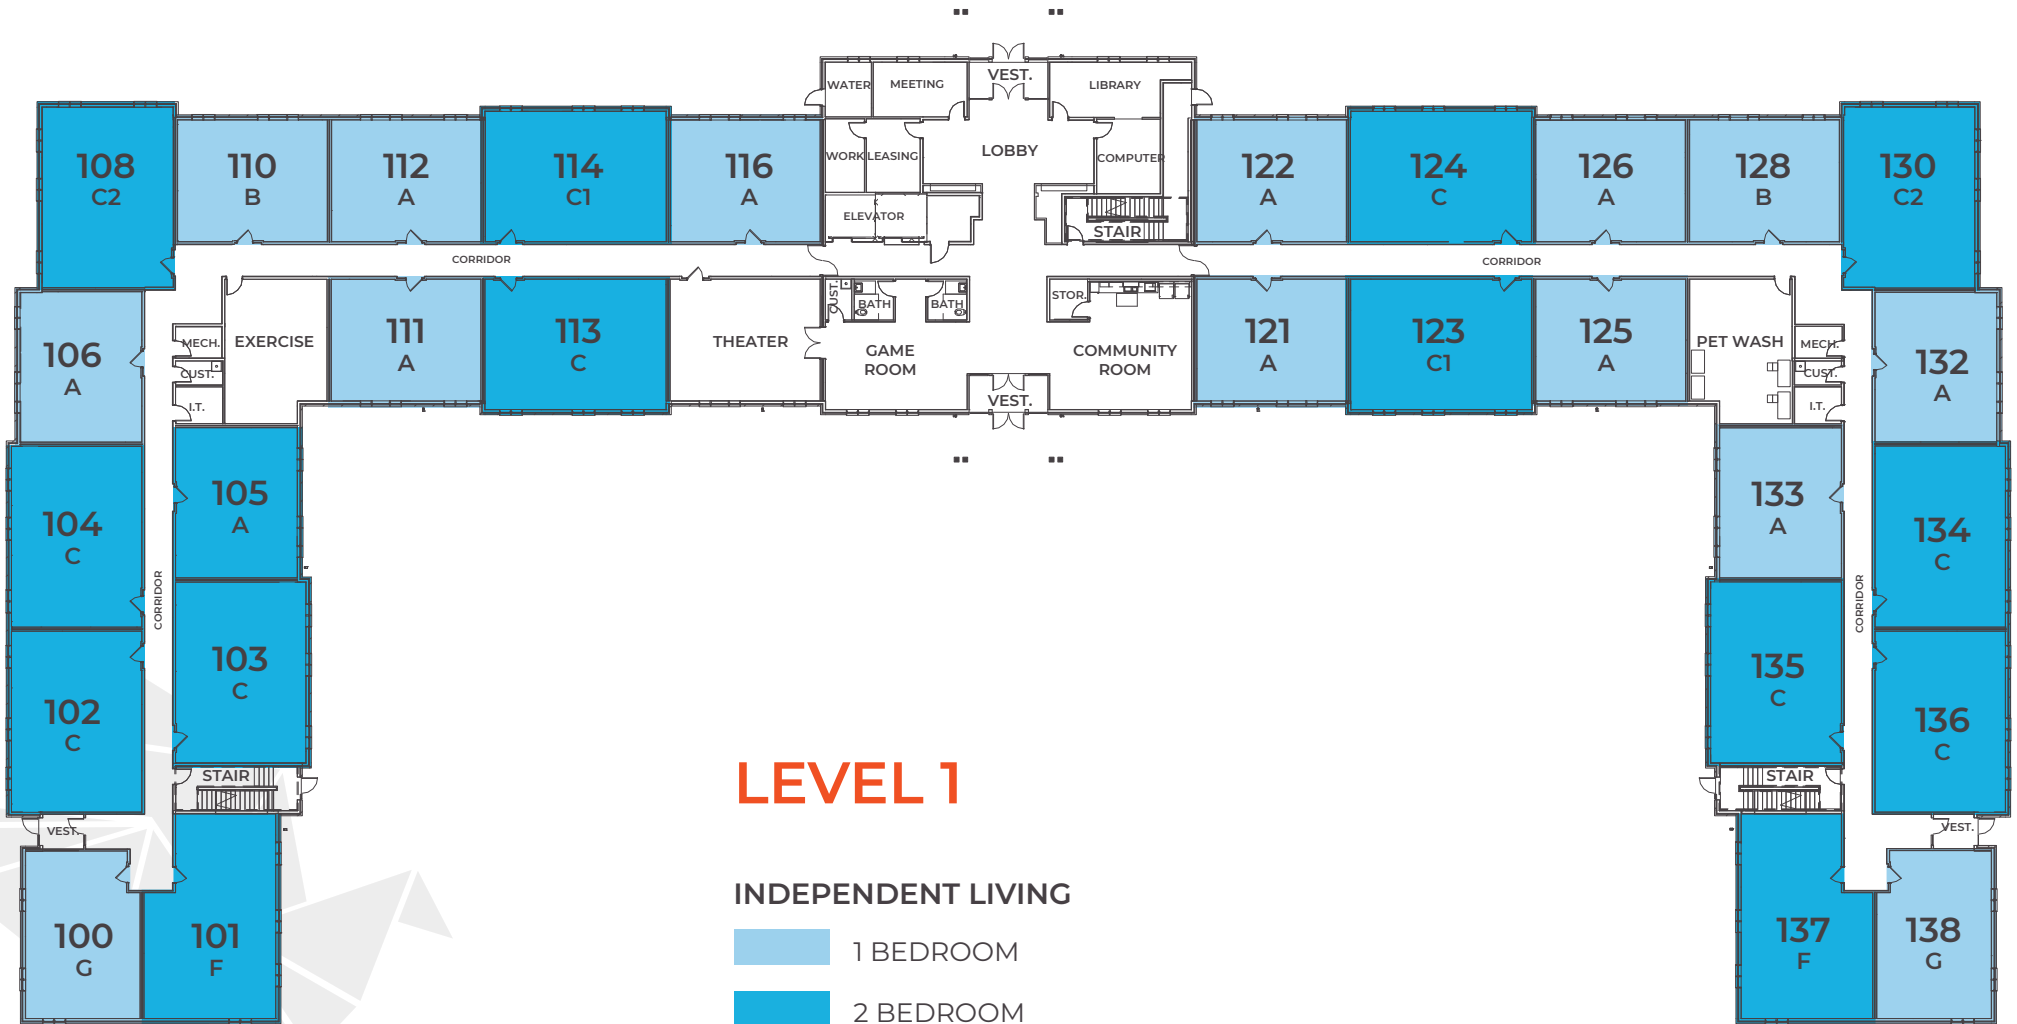 VEST.
WATER
MEETING
LIBRARY
WORK
LEASING
LOBBY
COMPUTER
ELEVATOR
STAIR
108
C2
110
B
112
A
114
C1
116
A
122
A
124
C
126
A
128
B
130
C2
CORRIDOR
CORRIDOR
106
A
MECH.
CUST.
I.T.
EXERCISE
111
A
113
C
THEATER
CUST.
BATH
BATH
GAME
ROOM
STOR.
COMMUNITY
ROOM
VEST.
121
A
123
C1
125
A
PET WASH
MECH.
CUST.
I.T.
132
A
104
C
105
A
133
A
134
C
CORRIDOR
CORRIDOR
102
C
103
C
135
C
136
C
STAIR
STAIR
VEST.
VEST.
100
G
101
F
137
F
138
G
LEVEL 1
INDEPENDENT LIVING
1 BEDROOM
2 BEDROOM